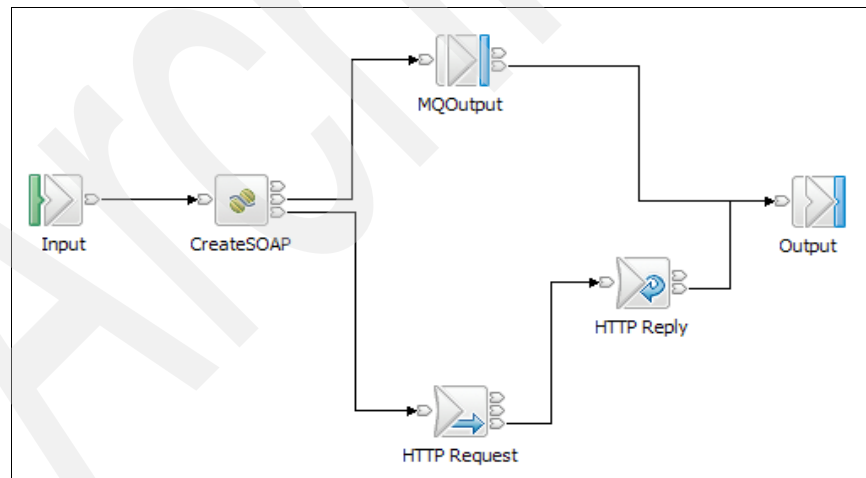 MQOutput
Input
CreateSOAP
Output
HTTP Reply
HTTP Request